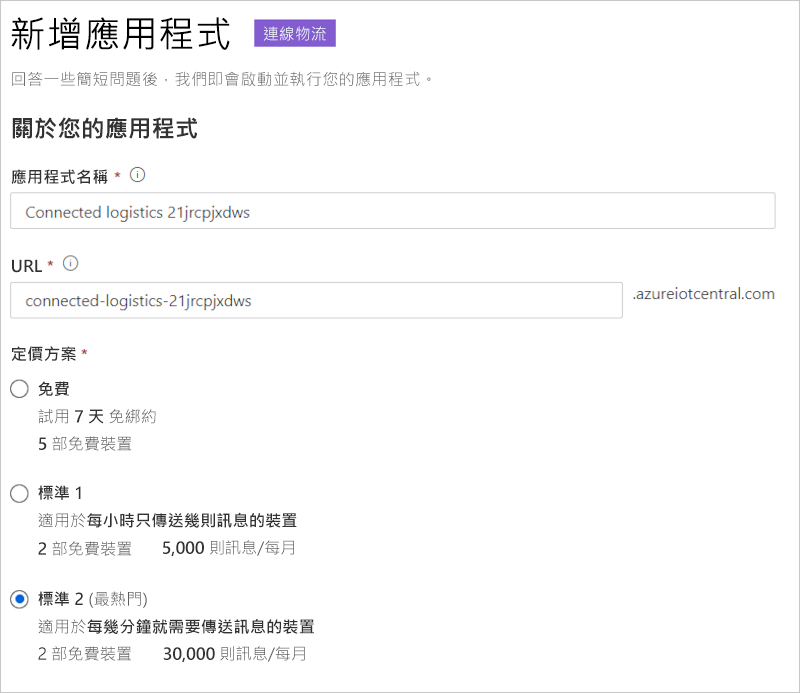 新增應用程式 連線物流
回答一些簡短問題後，我們即會啟動並執行您的應用程式。
關於您的應用程式
應用程式名稱 *
Connected logistics 21jrcpjxdws
URL *
connected-logistics-21jrcpjxdws .azureiotcentral.com
定價方案 *
免費
試用 7 天 免綁約
5 部免費裝置
標準 1
適用於每小時只傳送幾則訊息的裝置
2 部免費裝置 5,000 則訊息/每月
標準 2 (最熱門)
適用於每幾分鐘就需要傳送訊息的裝置
2 部免費裝置 30,000 則訊息/每月